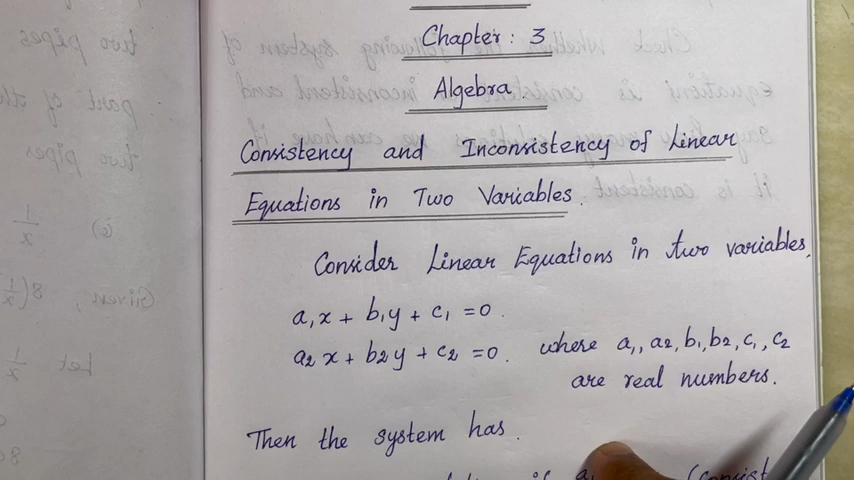 Chapter : 3
Algebra
Consistency and Inconsistency of Linear
Equations in Two Variables.
Consider Linear Equations in two variables,
a₁x + b₁y + c₁ = 0.
a₂x + b₂y + c₂ = 0. where a₁, a₂, b₁, b₂, c₁, c₂
are real numbers.
Then the system has.